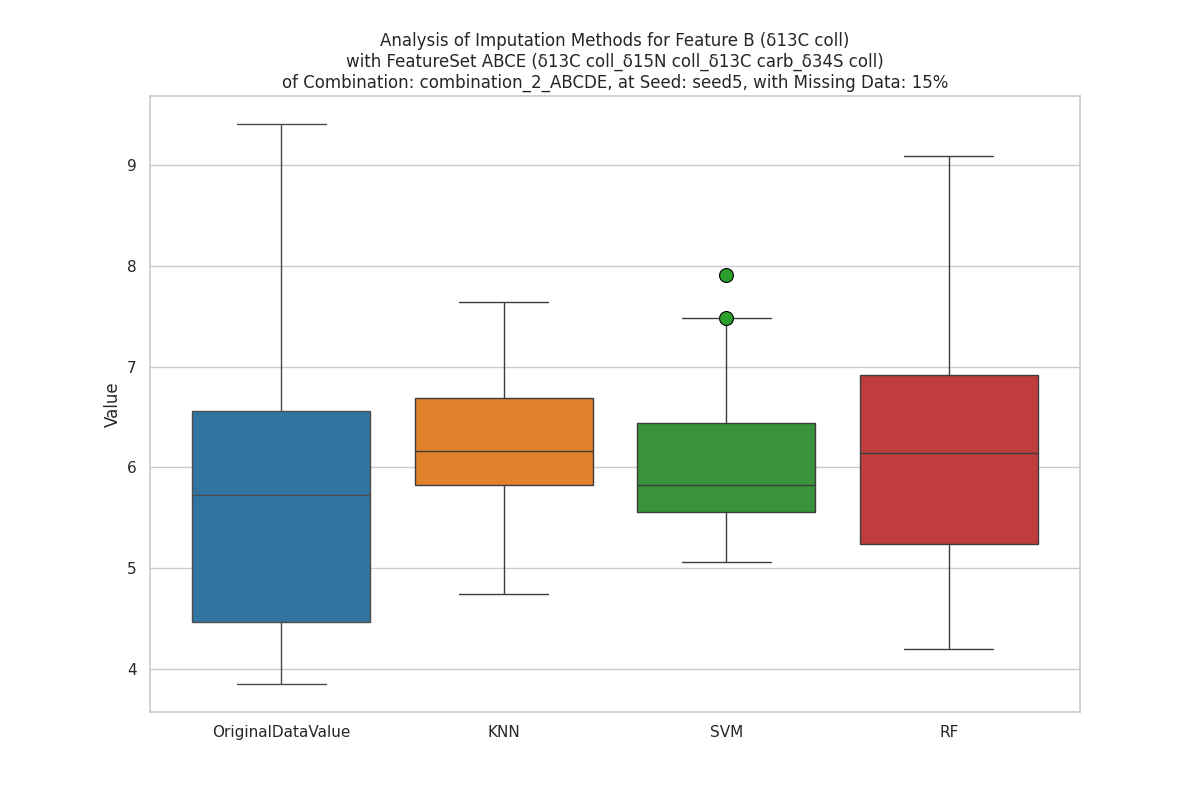 Analysis of Imputation Methods for Feature B (δ13C coll)
with FeatureSet ABCE (δ13C coll_δ15N coll_δ13C carb_δ34S coll)
of Combination: combination_2_ABCDE, at Seed: seed5, with Missing Data: 15%
9
8
7
6
5
4
Value
OriginalDataValue
KNN
SVM
RF